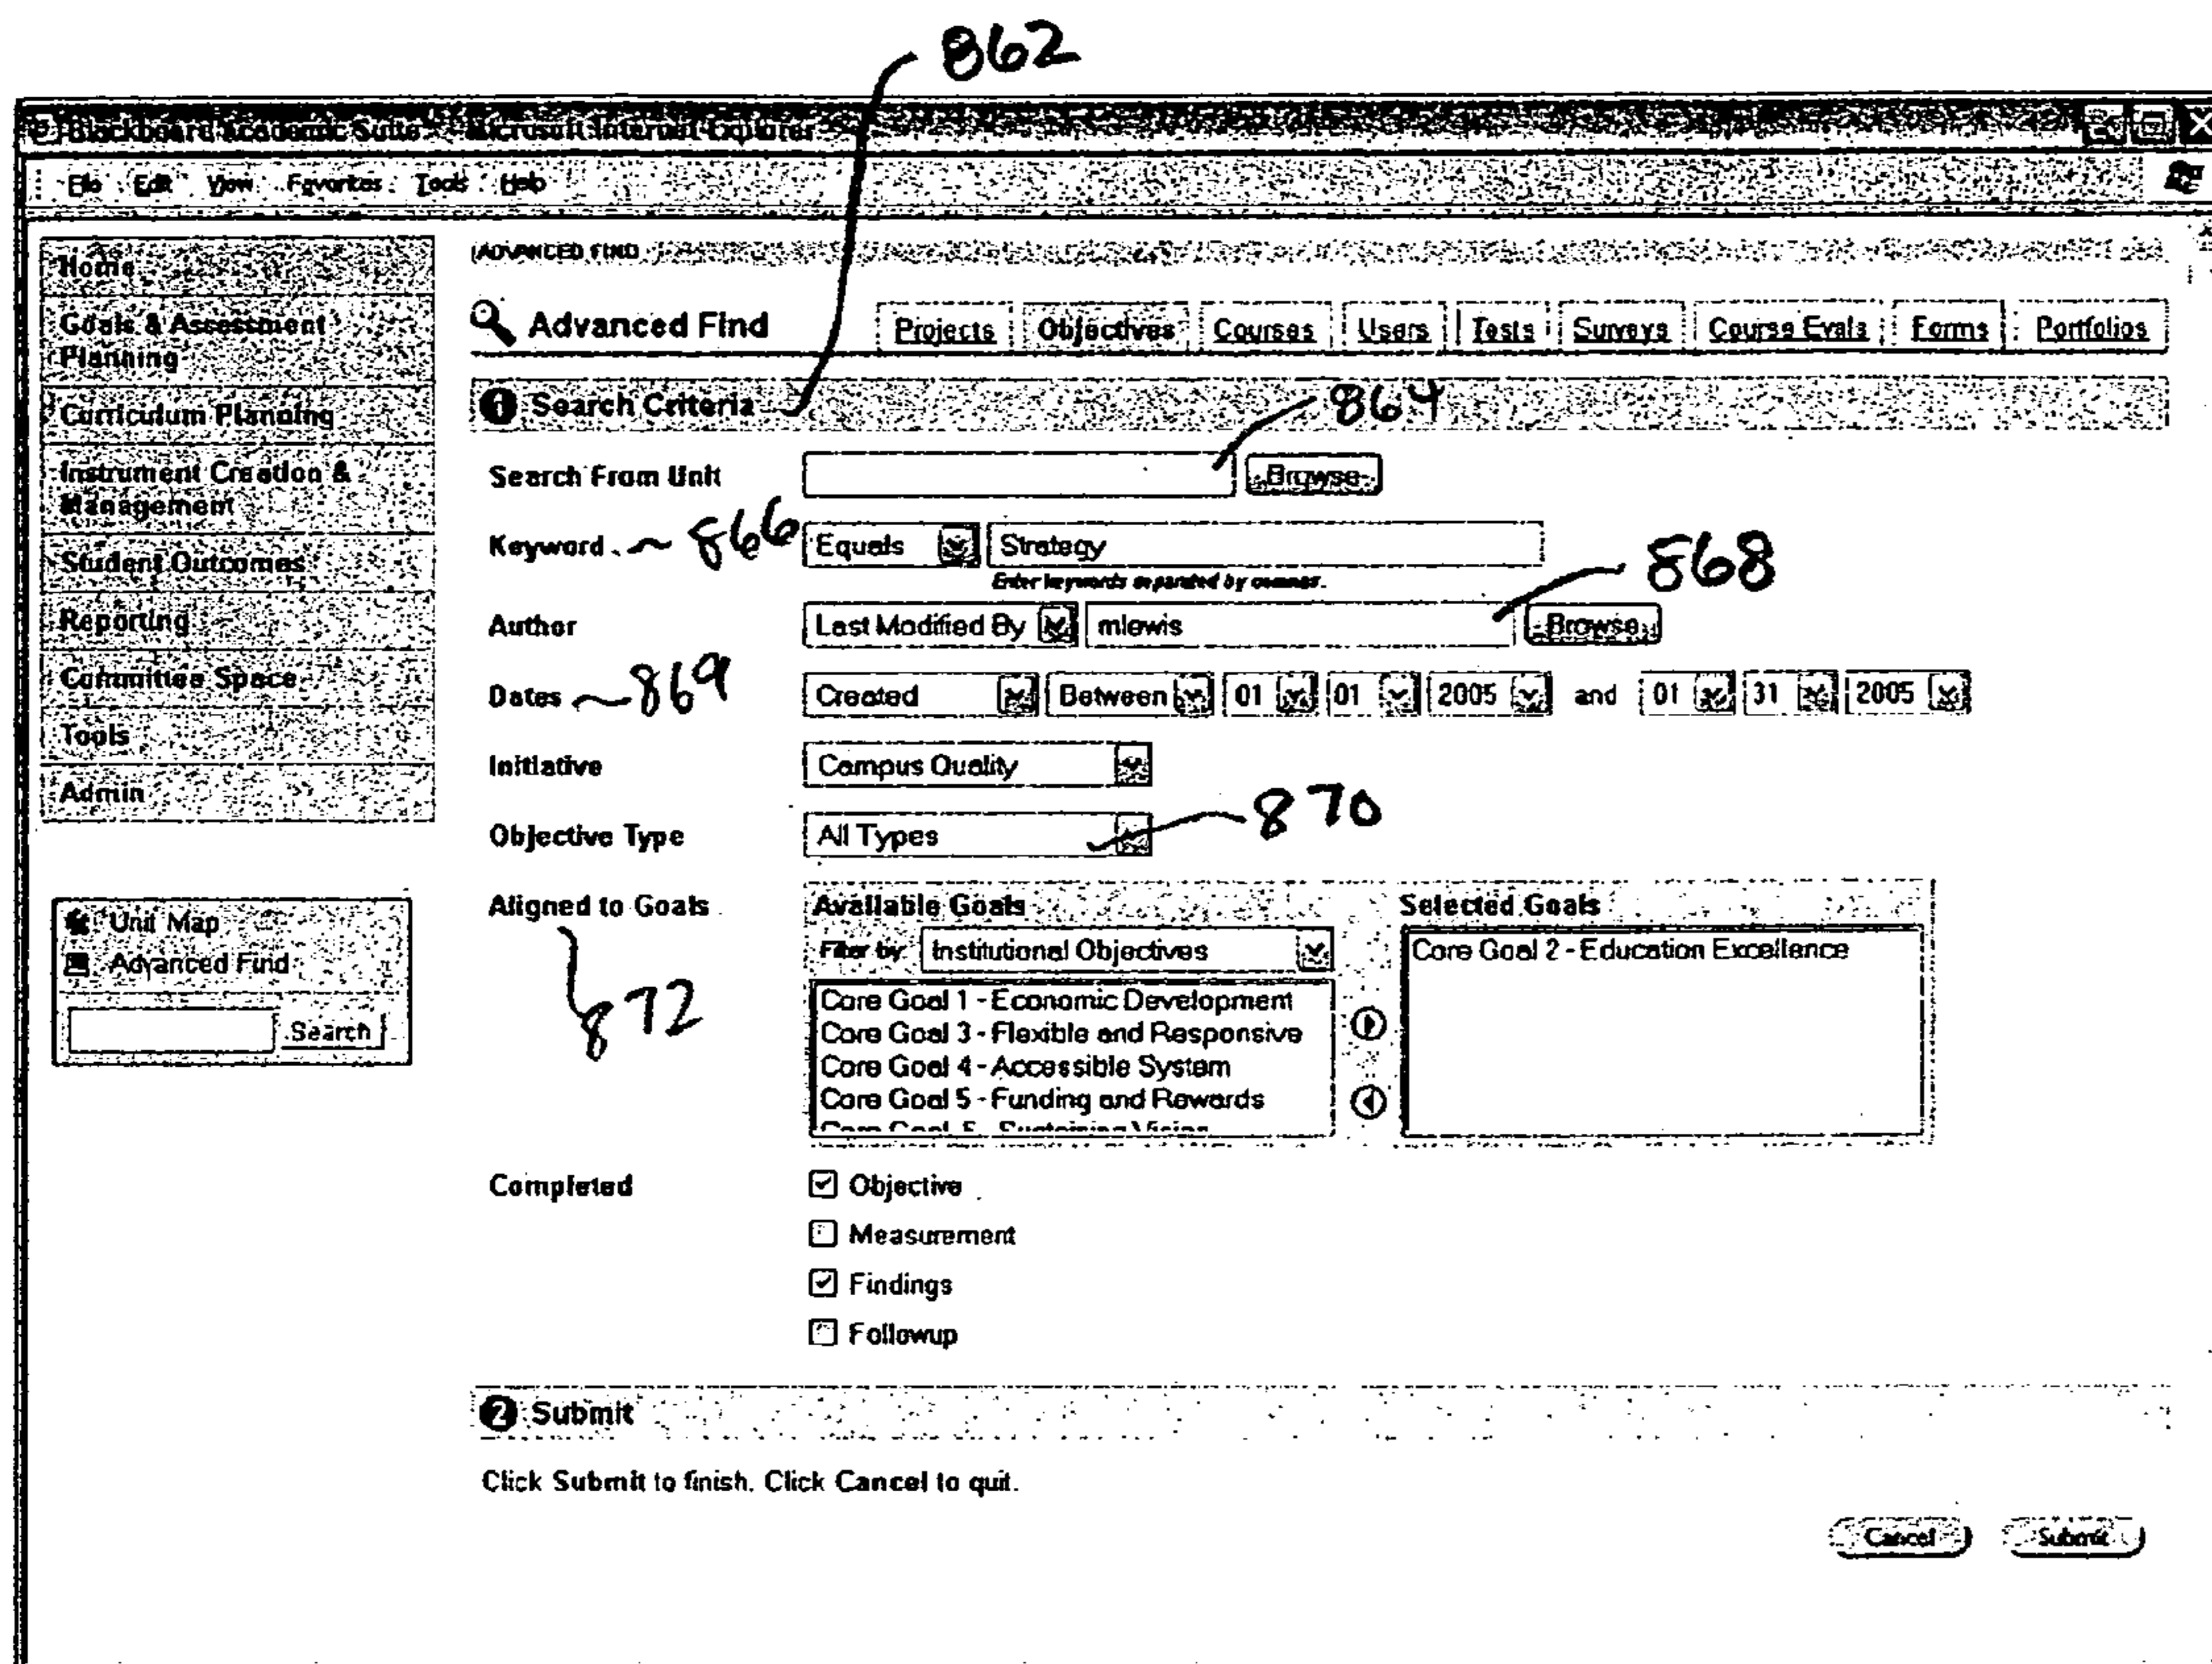 862
Blackboard Academic Suite - Microsoft Internet Explorer
File Edit View Favorites Tools Help
Home
Goals & Assessment
Planning
Curriculum Planning
Instrument Creation &
Management
Student Outcomes
Reporting
Committee Space
Tools
Admin
Unit Map
Advanced Find
Search
ADVANCED FIND
Advanced Find Projects Objectives Courses Users Tests Surveys Course Evals Forms Portfolios
1 Search Criteria 864
Search From Unit Browse
Keyword 866 Equals Strategy
Enter keywords separated by commas.
868
Author Last Modified By mlewis Browse
Dates 869 Created Between 01 01 2005 and 01 31 2005
Initiative Campus Quality
Objective Type All Types 870
Aligned to Goals Available Goals Selected Goals
Filter by: Institutional Objectives Core Goal 2 - Education Excellence
872
Core Goal 1 - Economic Development
Core Goal 3 - Flexible and Responsive
Core Goal 4 - Accessible System
Core Goal 5 - Funding and Rewards
Core Goal 5 - Sustaining Vision
Completed Objective
Measurement
Findings
Followup
2 Submit
Click Submit to finish. Click Cancel to quit.
Cancel Submit